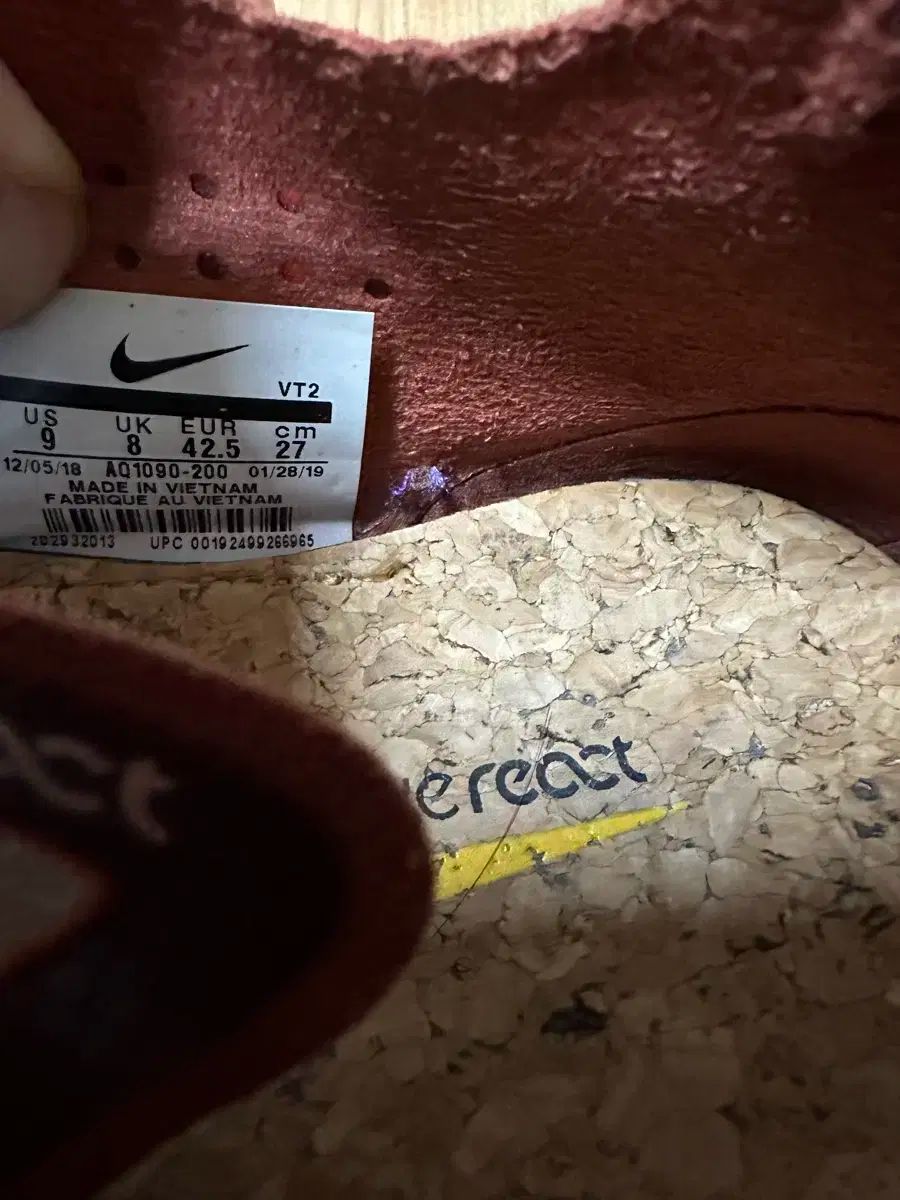 VT2
US UK EUR cm
9 8 42.5 27
12/05/18 AQ1090-200 01/28/19
MADE IN VIETNAM
FABRIQUE AU VIETNAM
202932013 UPC 00192499266965
e react